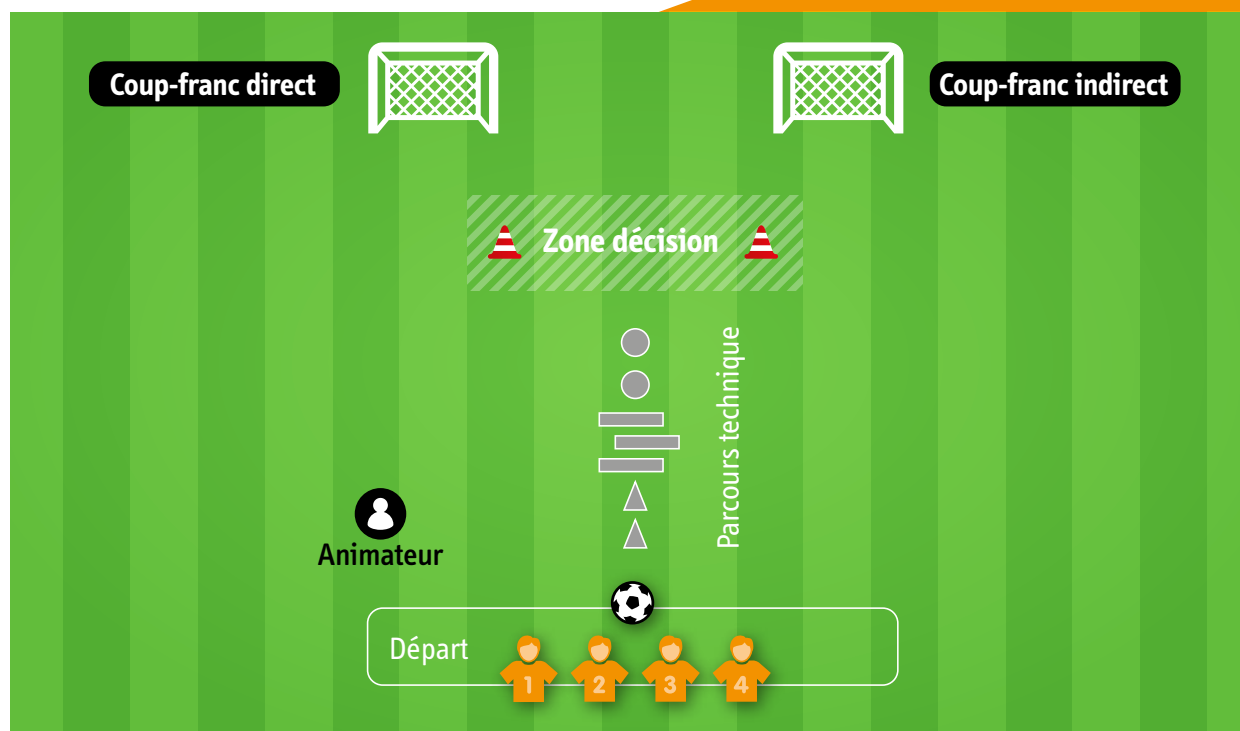 Coup-franc direct
Coup-franc indirect
Zone décision
Parcours technique
Animateur
Départ
1 2 3 4